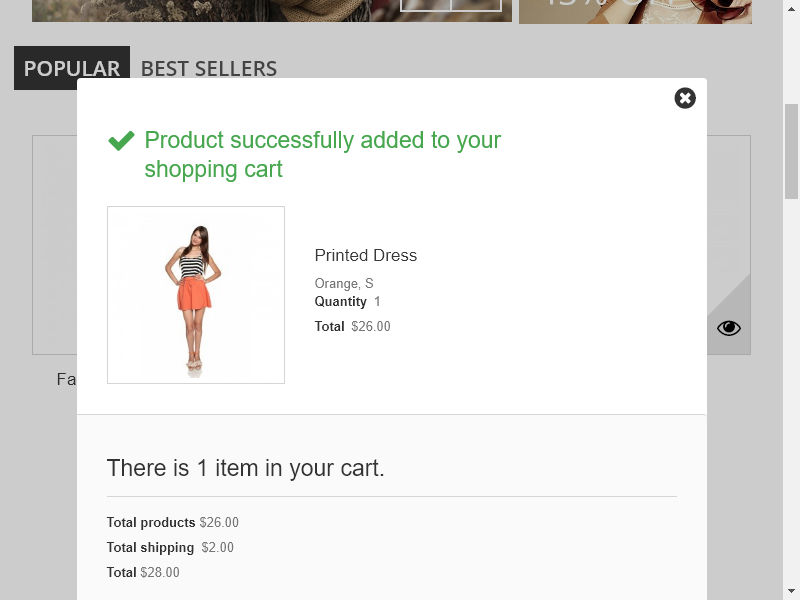 POPULAR BEST SELLERS
Product successfully added to your
shopping cart
Printed Dress
Orange, S
Quantity 1
Total $26.00
Fa
There is 1 item in your cart.
Total products $26.00
Total shipping $2.00
Total $28.00